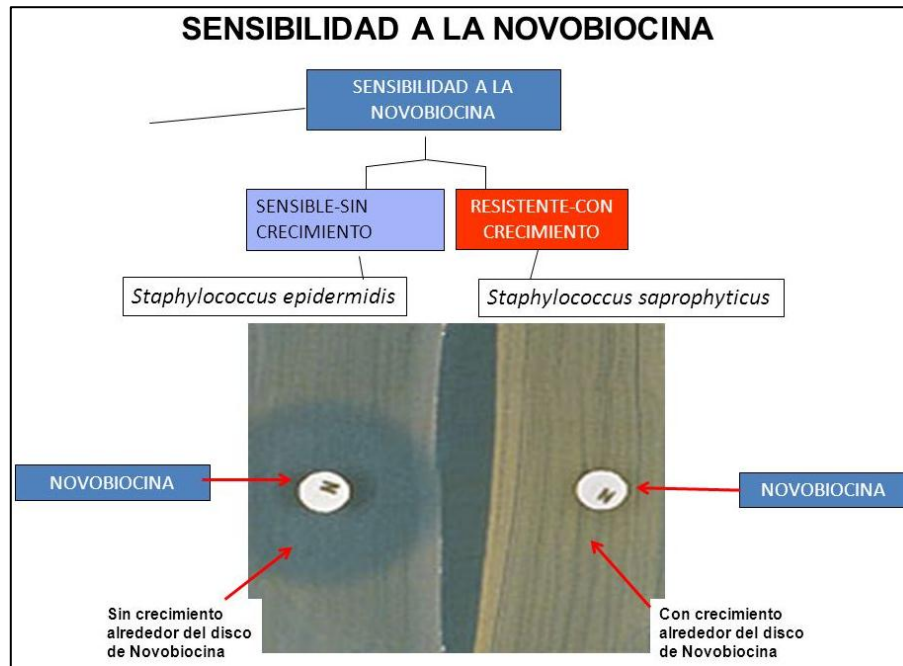 SENSIBILIDAD A LA NOVOBIOCINA
SENSIBILIDAD A LA
NOVOBIOCINA
SENSIBLE-SIN
CRECIMIENTO
RESISTENTE-CON
CRECIMIENTO
Staphylococcus epidermidis
Staphylococcus saprophyticus
NOVOBIOCINA
N
N
NOVOBIOCINA
Sin crecimiento
alrededor del disco
de Novobiocina
Con crecimiento
alrededor del disco
de Novobiocina